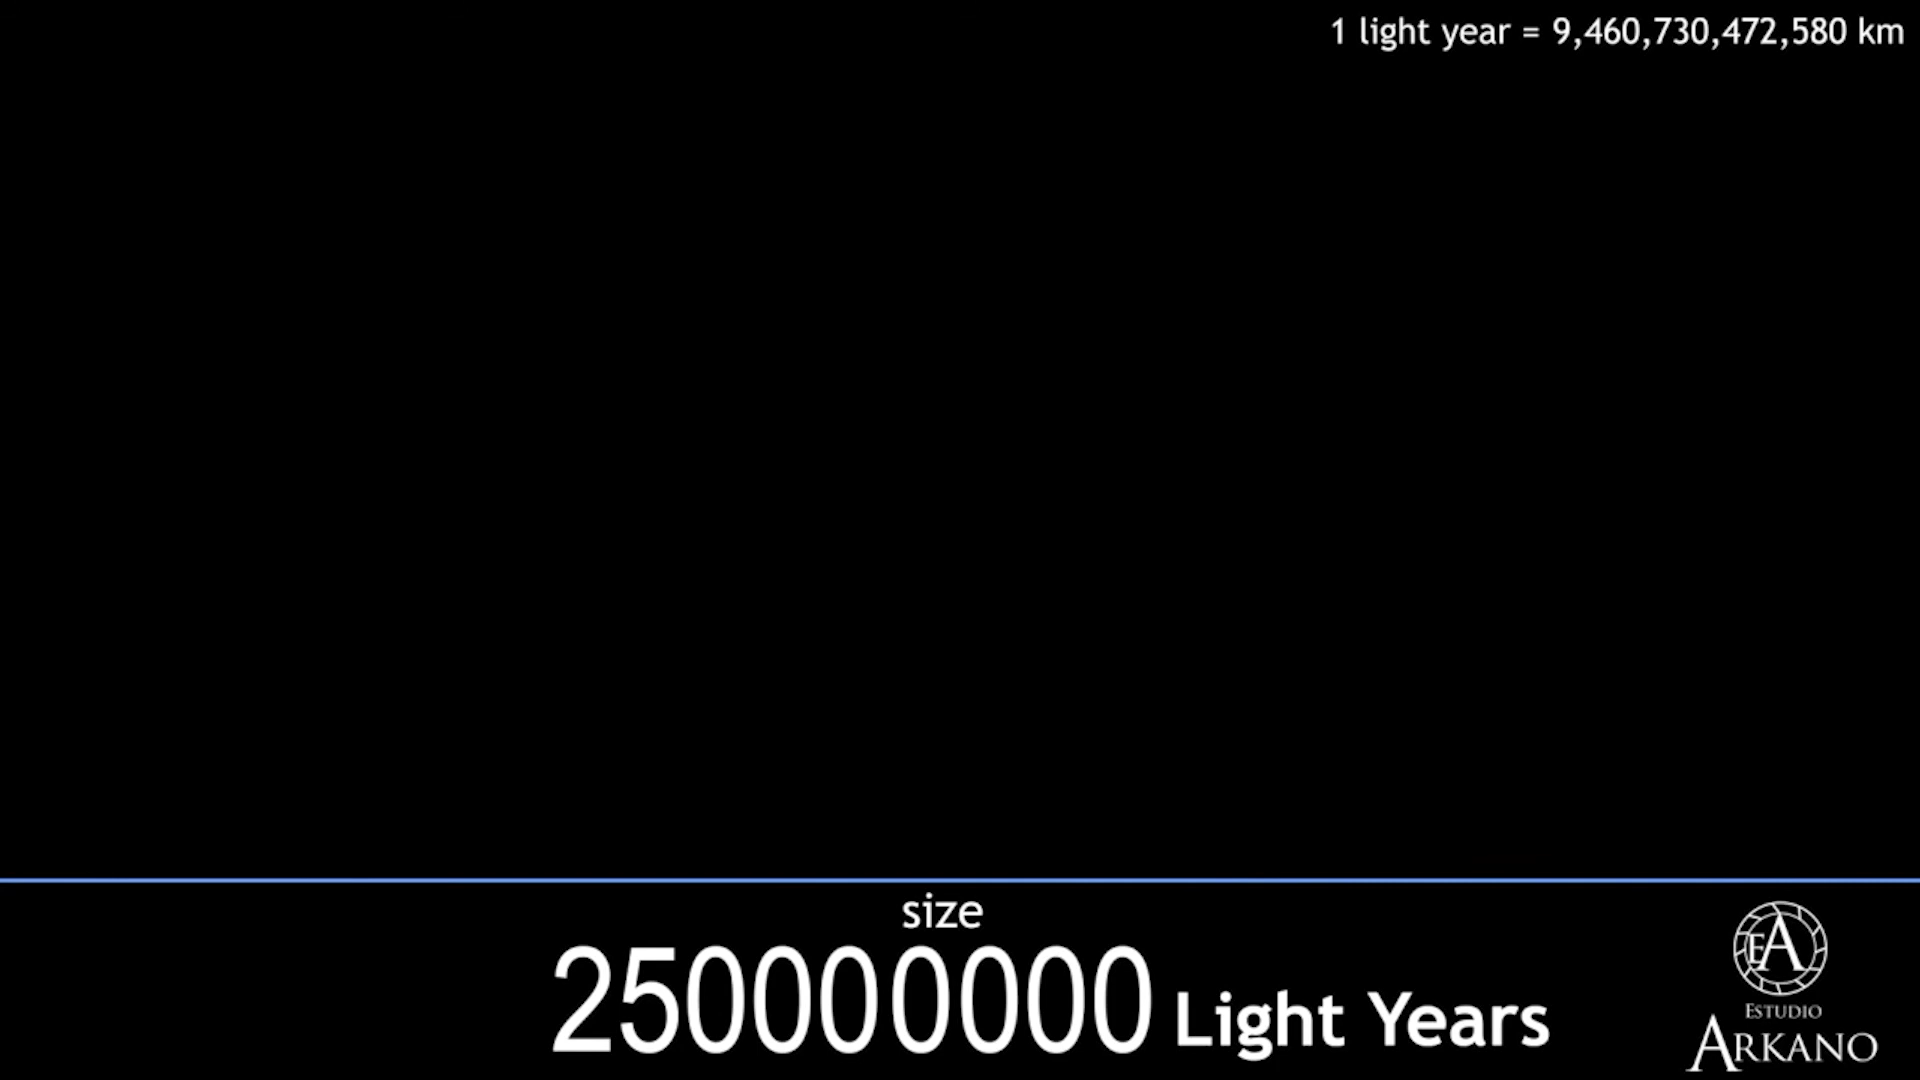 1 light year = 9,460,730,472,580 km
size
250000000 Light Years
EA
ESTUDIO
ARKANO